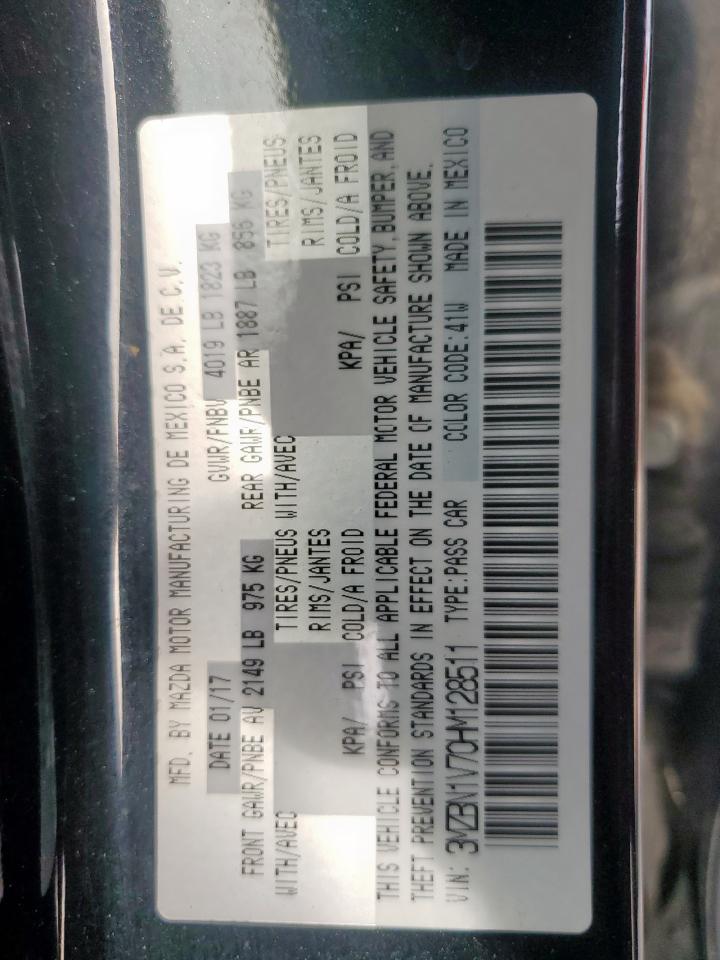 MFD. BY MAZDA MOTOR MANUFACTURING DE MEXICO S.A. DE C.V.
DATE 01/17 GVWR/PNBV 4019 LB 1823 KG
FRONT GAWR/PNBE AV 2149 LB 975 KG REAR GAWR/PNBE AR 1887 LB 856 KG
WITH/AVEC TIRES/PNEUS WITH/AVEC TIRES/PNEUS
RIMS/JANTES RIMS/JANTES
KPA/ PSI COLD/A FROID KPA/ PSI COLD/A FROID
THIS VEHICLE CONFORMS TO ALL APPLICABLE FEDERAL MOTOR VEHICLE SAFETY, BUMPER, AND
THEFT PREVENTION STANDARDS IN EFFECT ON THE DATE OF MANUFACTURE SHOWN ABOVE.
VIN: 3MZBN1V70HM128511 TYPE:PASS CAR COLOR CODE:41W MADE IN MEXICO